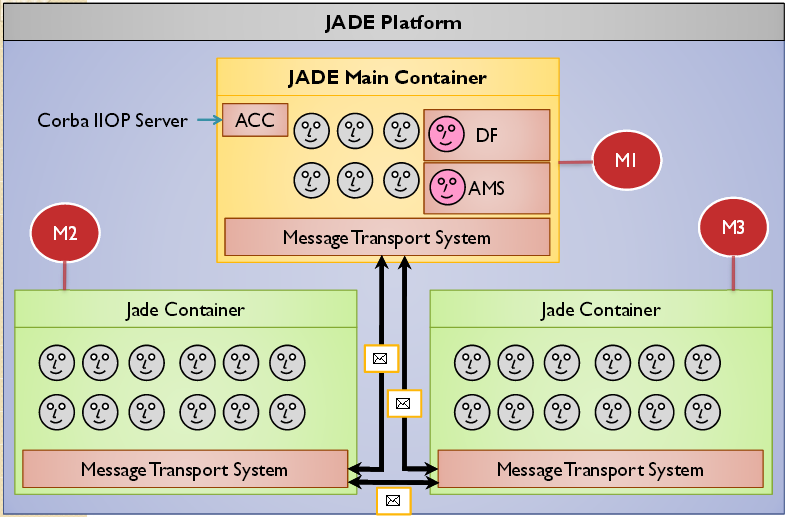 JADE Platform
JADE Main Container
Corba IIOP Server
ACC
DF
AMS
M1
Message Transport System
M2
M3
Jade Container
Jade Container
Message Transport System
Message Transport System